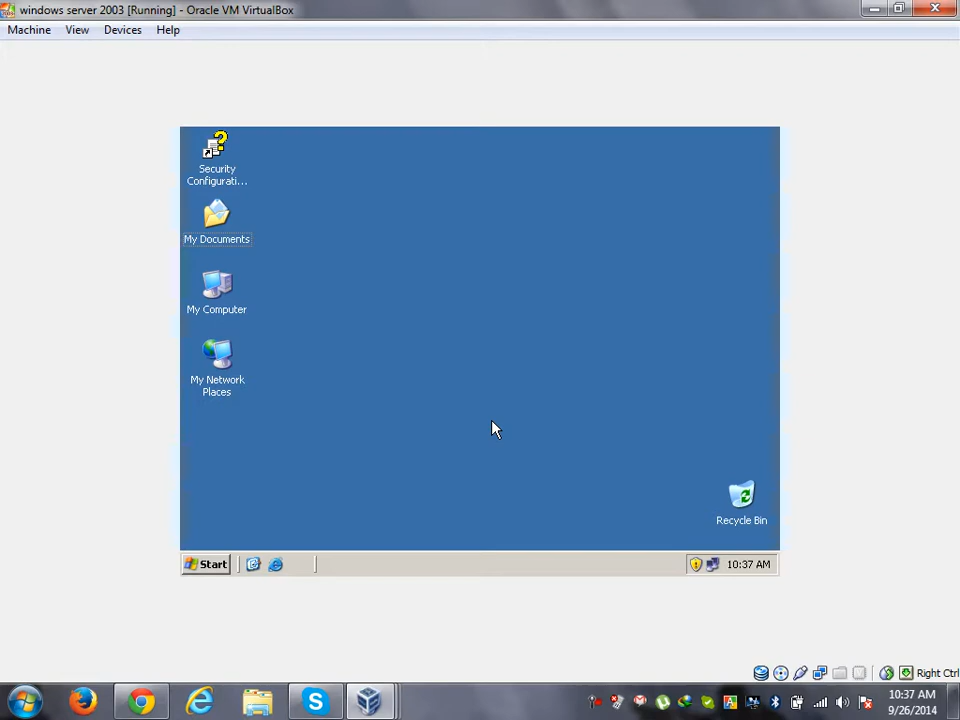 windows server 2003 [Running] - Oracle VM VirtualBox
Machine View Devices Help
Security
Configurati...
My Documents
My Computer
My Network
Places
Recycle Bin
Start
10:37 AM
Right Ctrl
10:37 AM
9/26/2014